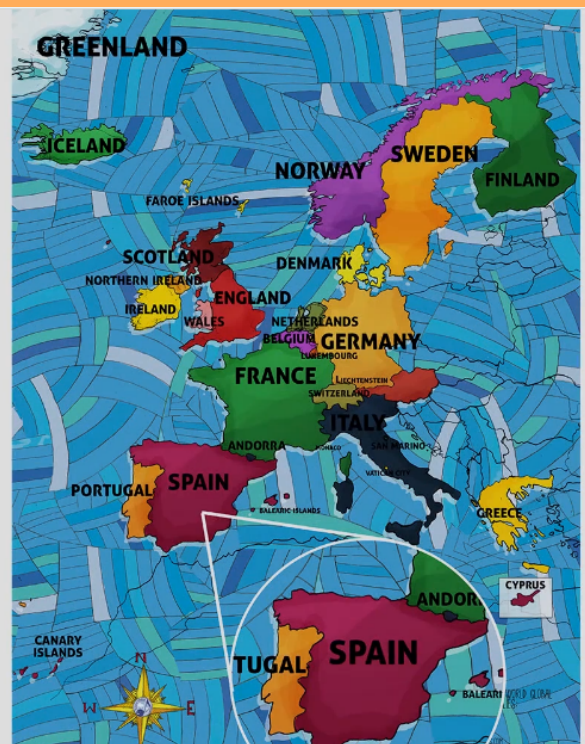 GREENLAND
ICELAND
NORWAY
SWEDEN
FINLAND
FAROE ISLANDS
SCOTLAND
DENMARK
NORTHERN IRELAND
IRELAND
ENGLAND
WALES
NETHERLANDS
BELGIUM
GERMANY
LUXEMBOURG
FRANCE
LIECHTENSTEIN
SWITZERLAND
ITALY
ANDORRA
MONACO
SAN MARINO
VATICAN CITY
PORTUGAL
SPAIN
BALEARIC ISLANDS
GREECE
CYPRUS
ANDOR
CANARY
ISLANDS
N
W
E
TUGAL
SPAIN
BALEARI
WORLD GLOBAL